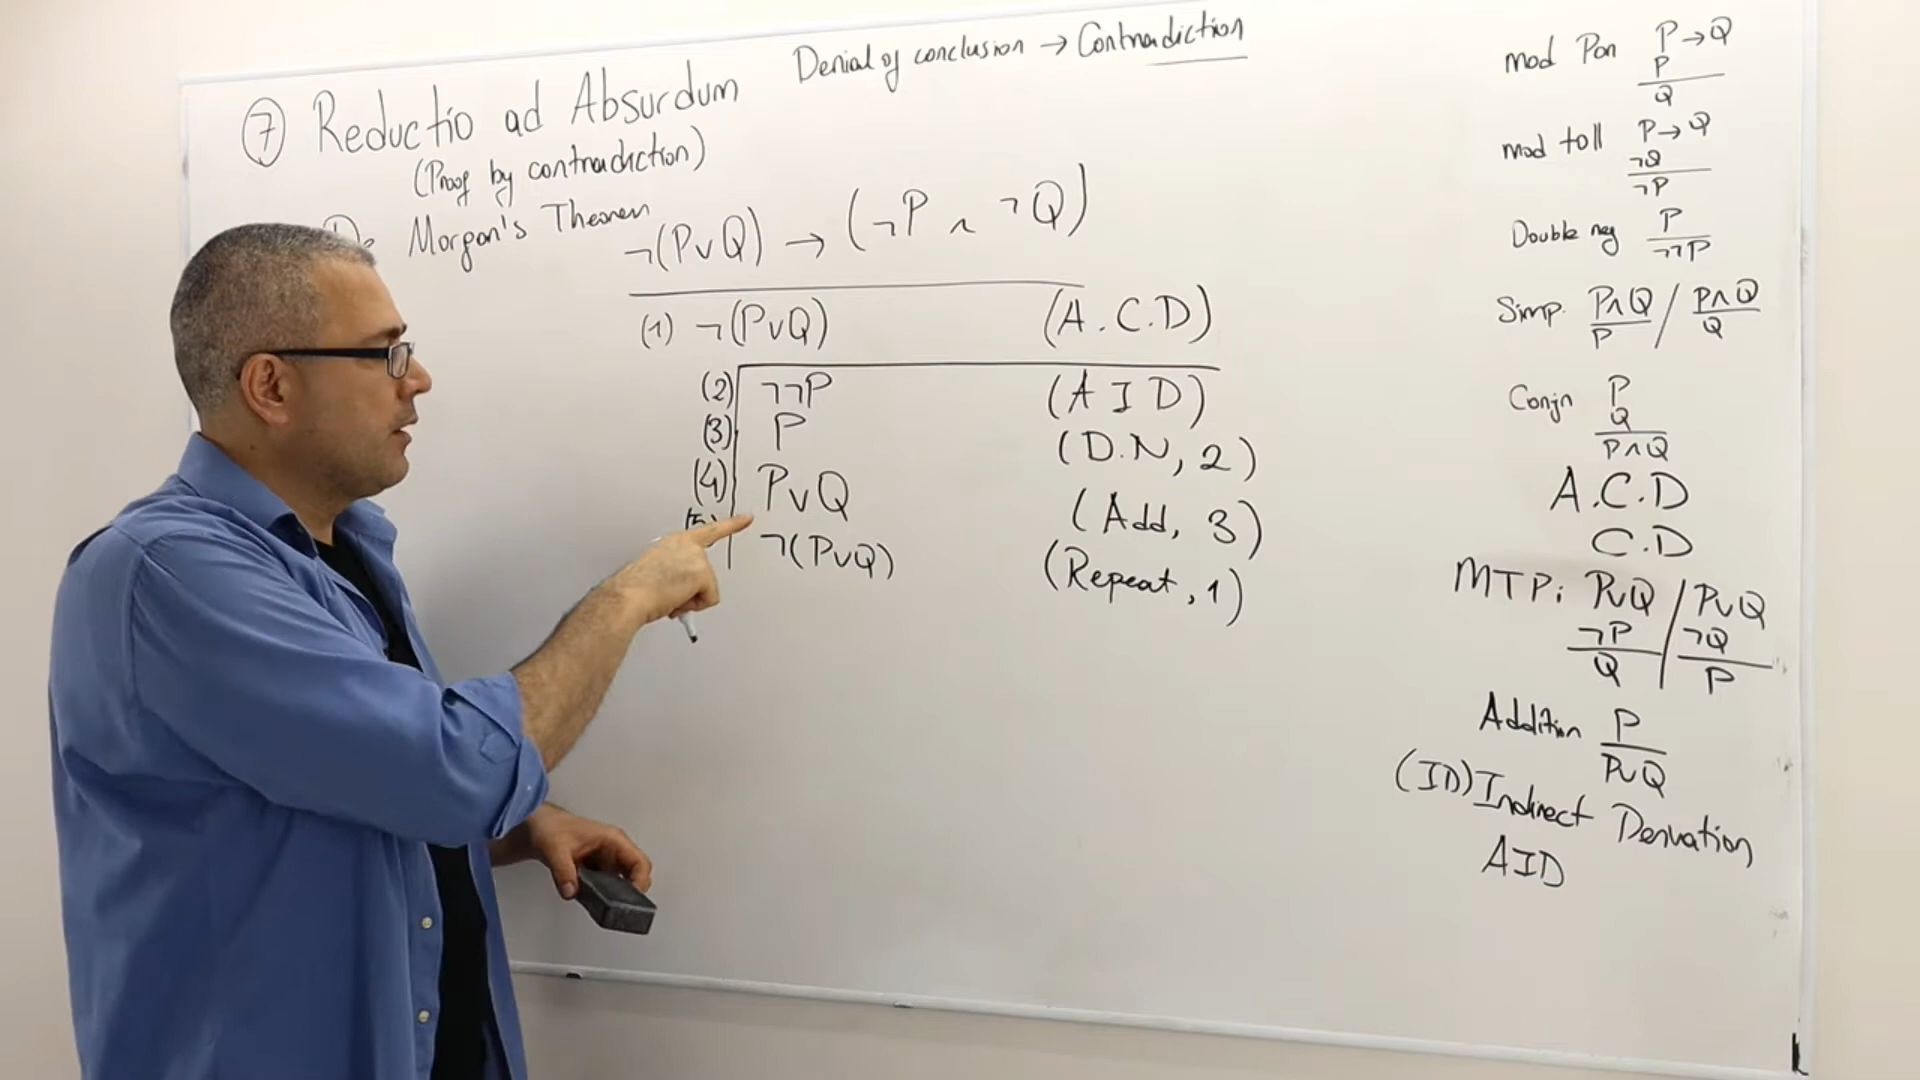 ⑦ Reductio ad Absurdum
Denial of conclusion → Contradiction
(Proof by contradiction)
De Morgan's Theorem
¬(P∨Q) → (¬P ∧ ¬Q)
(1) ¬(P∨Q) (A.C.D)
(2) ¬¬P (A I D)
(3) P (D.N, 2)
(4) P∨Q (Add, 3)
¬(P∨Q) (Repeat, 1)
mod Pon P→Q
P
Q
mod toll P→Q
¬Q
¬P
Double neg P
¬¬P
Simp. P∧Q / P∧Q
P Q
Conjn P
Q
P∧Q
A.C.D
C.D
MTP: P∨Q / P∨Q
¬P ¬Q
Q P
Addition P
P∨Q
(ID) Indirect Derivation
AID